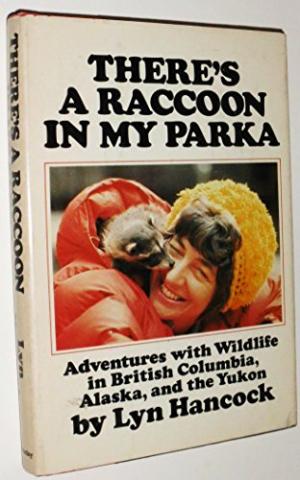 THERE'S
A RACCOON
IN MY PARKA
Adventures with Wildlife
in British Columbia,
Alaska, and the Yukon
by Lyn Hancock
THERE'S A RACCOON
Lyn